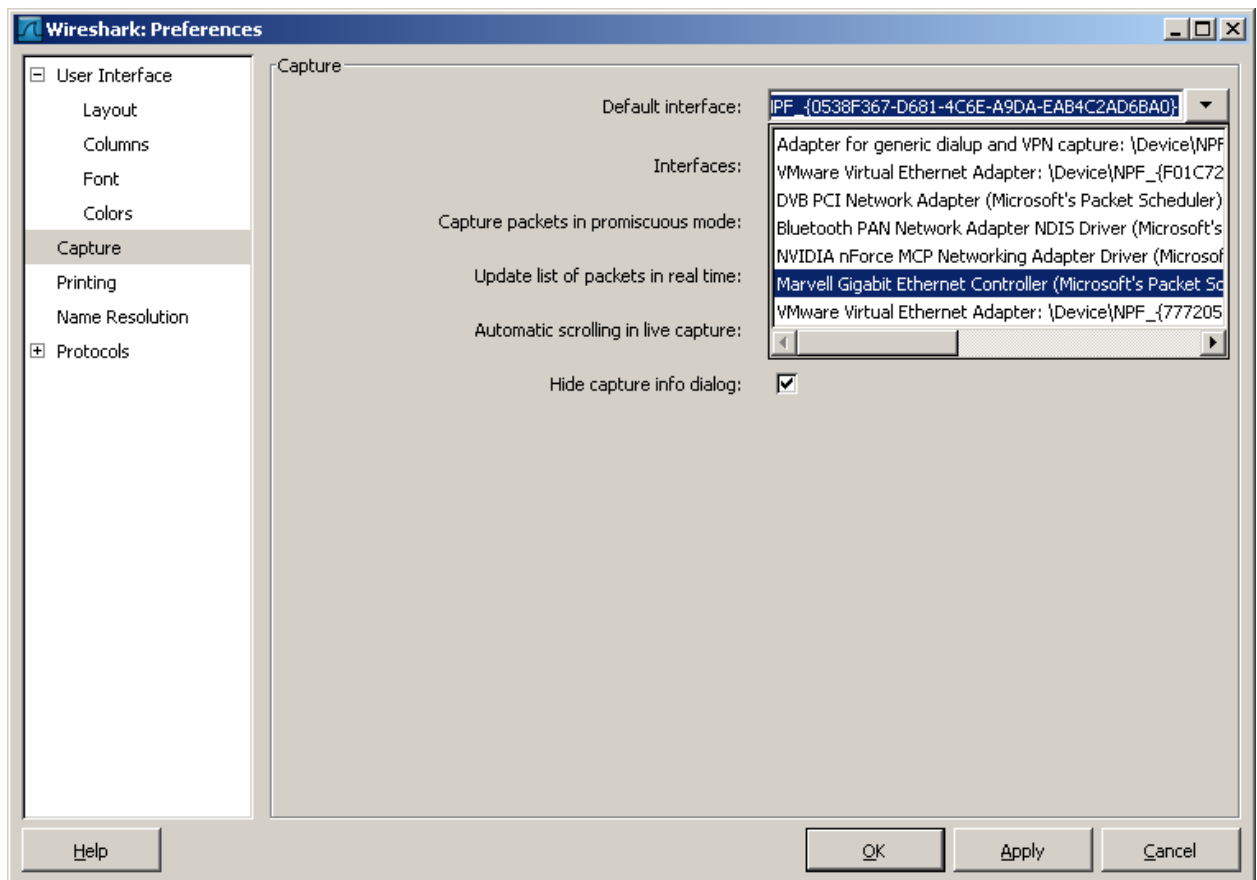 Wireshark: Preferences
User Interface
Layout
Columns
Font
Colors
Capture
Printing
Name Resolution
Protocols
Capture
Default interface: PF_{0538F367-D681-4C6E-A9DA-EAB4C2AD6BA0}
Adapter for generic dialup and VPN capture: \Device\NPF
Interfaces:
VMware Virtual Ethernet Adapter: \Device\NPF_{F01C72
DVB PCI Network Adapter (Microsoft's Packet Scheduler)
Capture packets in promiscuous mode:
Bluetooth PAN Network Adapter NDIS Driver (Microsoft's
NVIDIA nForce MCP Networking Adapter Driver (Microsof
Update list of packets in real time:
Marvell Gigabit Ethernet Controller (Microsoft's Packet Sc
VMware Virtual Ethernet Adapter: \Device\NPF_{777205
Automatic scrolling in live capture:
Hide capture info dialog:
Help
OK
Apply
Cancel